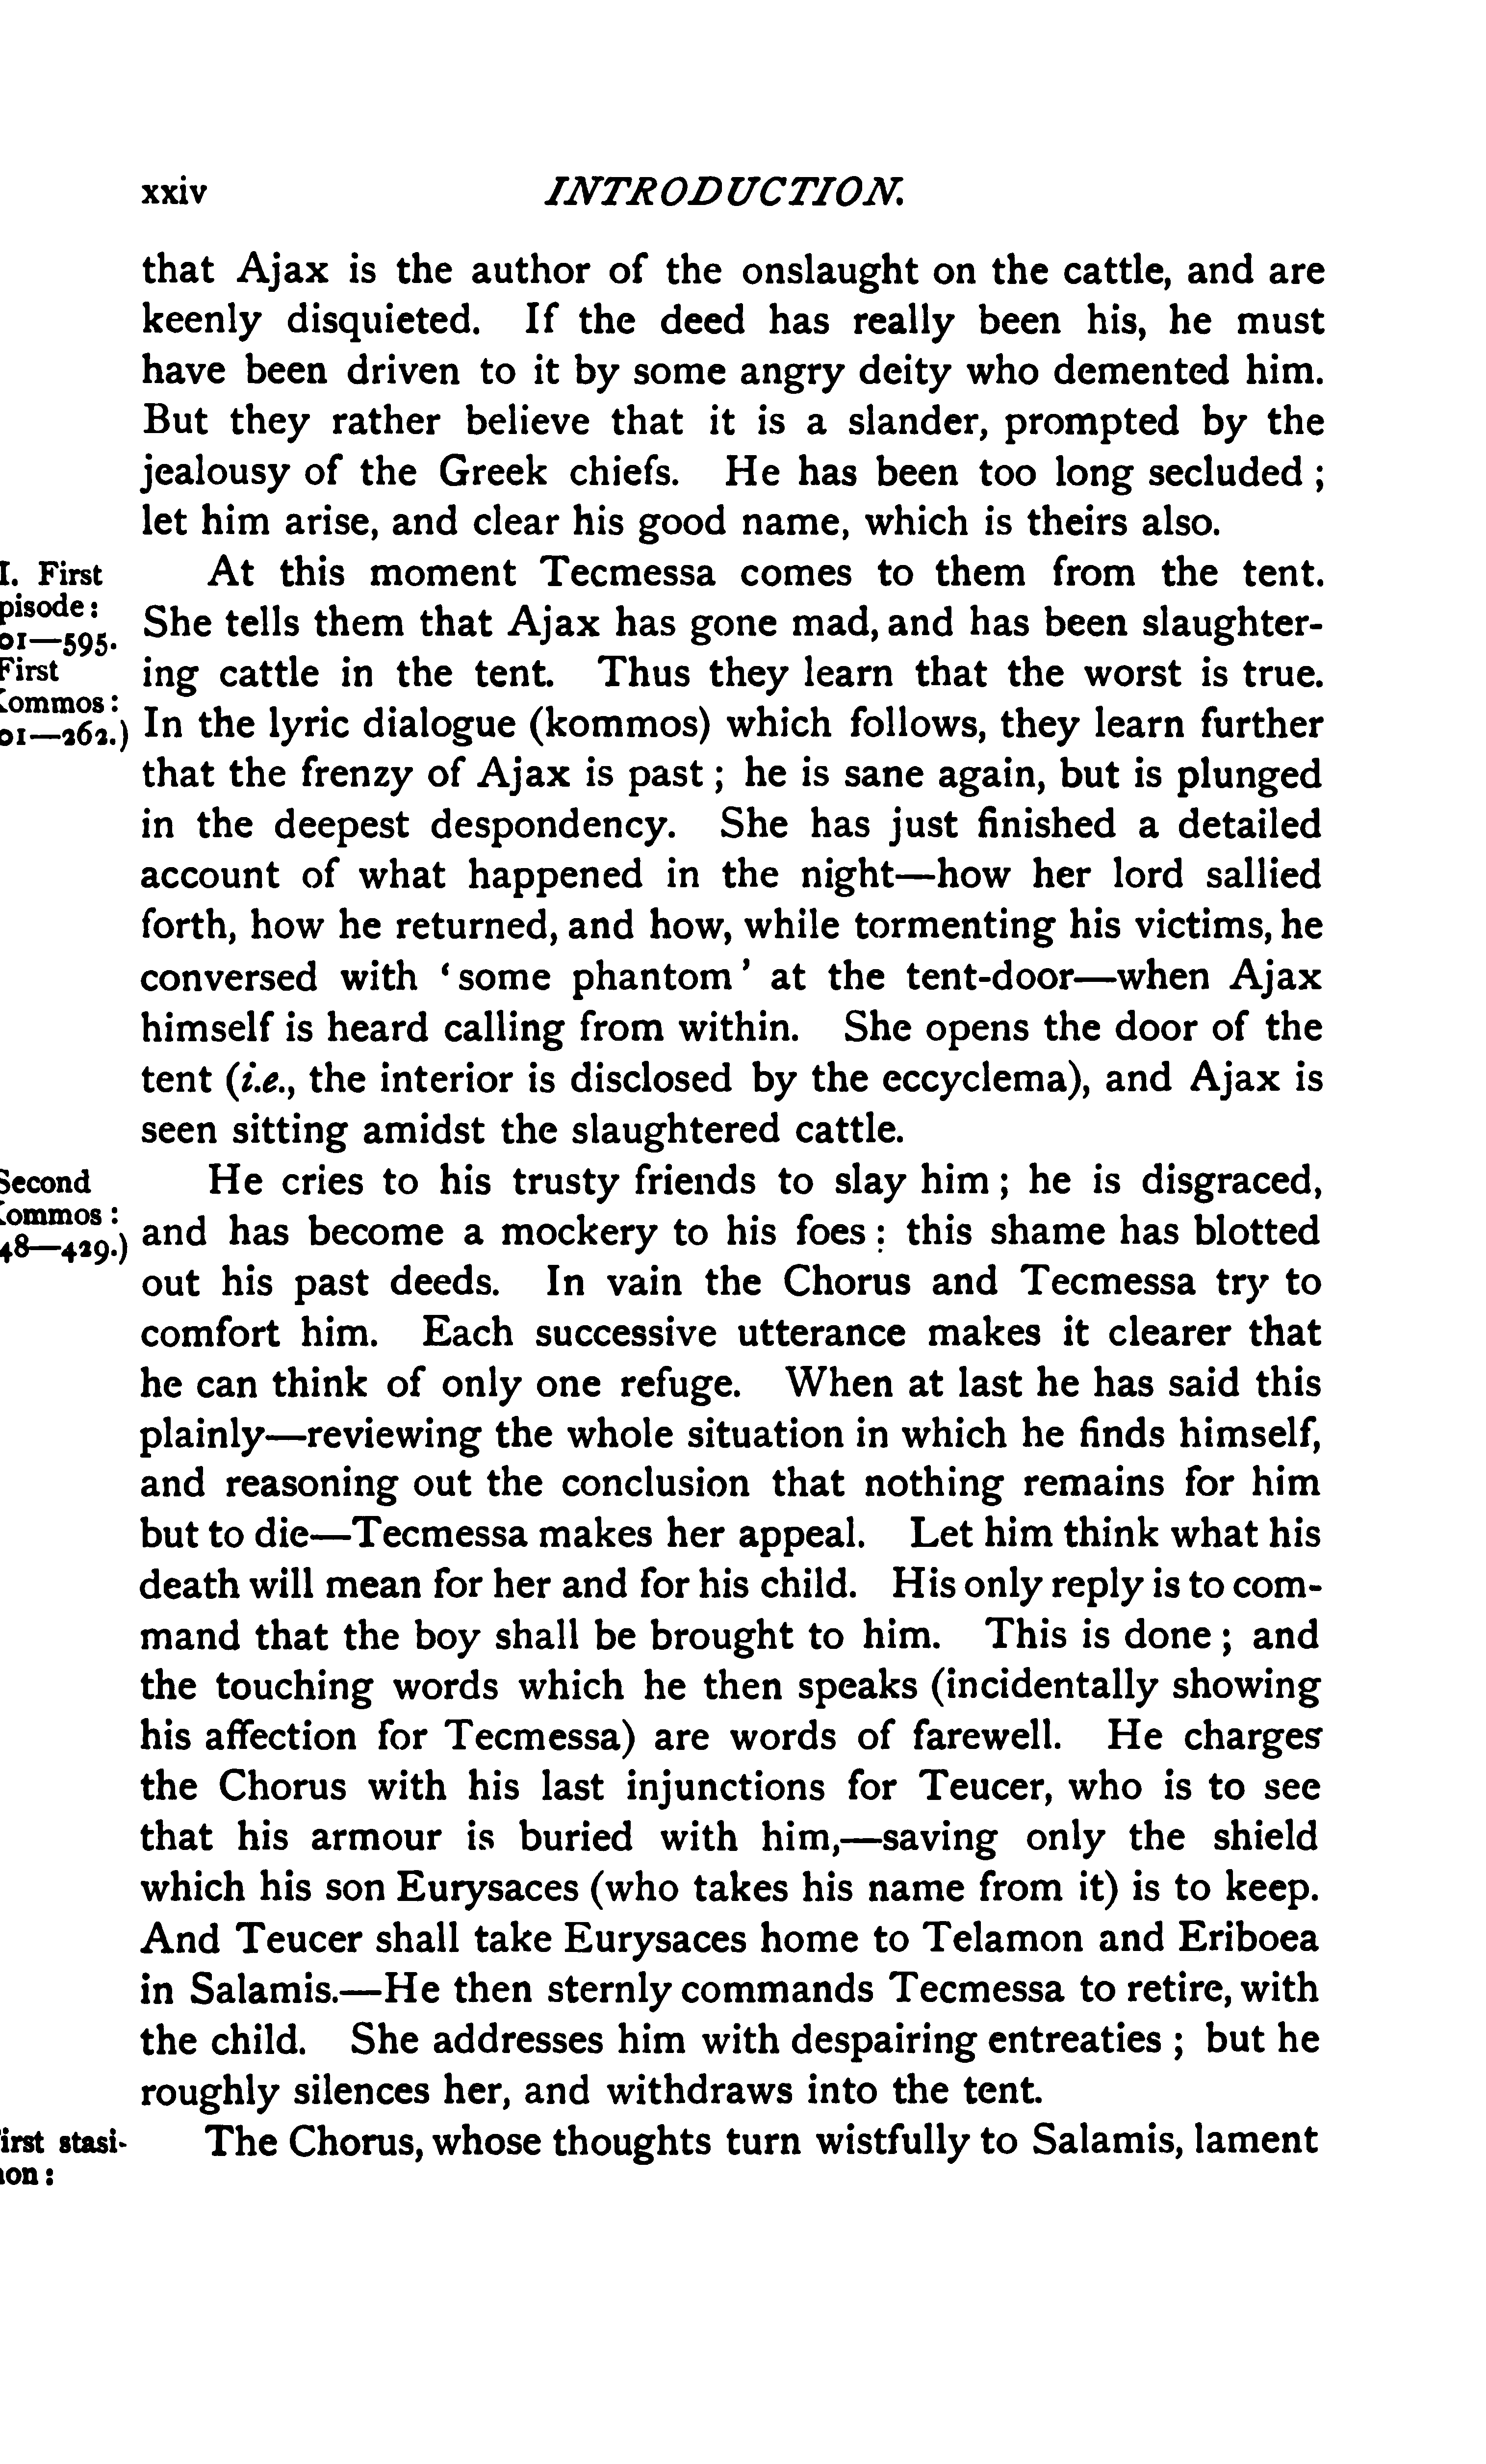 xxiv
INTRODUCTION.
that Ajax is the author of the onslaught on the cattle, and are
keenly disquieted. If the deed has really been his, he must
have been driven to it by some angry deity who demented him.
But they rather believe that it is a slander, prompted by the
jealousy of the Greek chiefs. He has been too long secluded ;
let him arise, and clear his good name, which is theirs also.
I. First
pisode :
01—595.
First
ommos :
01—262.)
At this moment Tecmessa comes to them from the tent.
She tells them that Ajax has gone mad, and has been slaughter-
ing cattle in the tent. Thus they learn that the worst is true.
In the lyric dialogue (kommos) which follows, they learn further
that the frenzy of Ajax is past ; he is sane again, but is plunged
in the deepest despondency. She has just finished a detailed
account of what happened in the night—how her lord sallied
forth, how he returned, and how, while tormenting his victims, he
conversed with ‘some phantom’ at the tent-door—when Ajax
himself is heard calling from within. She opens the door of the
tent (i.e., the interior is disclosed by the eccyclema), and Ajax is
seen sitting amidst the slaughtered cattle.
Second
ommos :
48—429.)
He cries to his trusty friends to slay him ; he is disgraced,
and has become a mockery to his foes : this shame has blotted
out his past deeds. In vain the Chorus and Tecmessa try to
comfort him. Each successive utterance makes it clearer that
he can think of only one refuge. When at last he has said this
plainly—reviewing the whole situation in which he finds himself,
and reasoning out the conclusion that nothing remains for him
but to die—Tecmessa makes her appeal. Let him think what his
death will mean for her and for his child. His only reply is to com-
mand that the boy shall be brought to him. This is done ; and
the touching words which he then speaks (incidentally showing
his affection for Tecmessa) are words of farewell. He charges
the Chorus with his last injunctions for Teucer, who is to see
that his armour is buried with him,—saving only the shield
which his son Eurysaces (who takes his name from it) is to keep.
And Teucer shall take Eurysaces home to Telamon and Eriboea
in Salamis.—He then sternly commands Tecmessa to retire, with
the child. She addresses him with despairing entreaties ; but he
roughly silences her, and withdraws into the tent.
irst stasi-
on :
The Chorus, whose thoughts turn wistfully to Salamis, lament